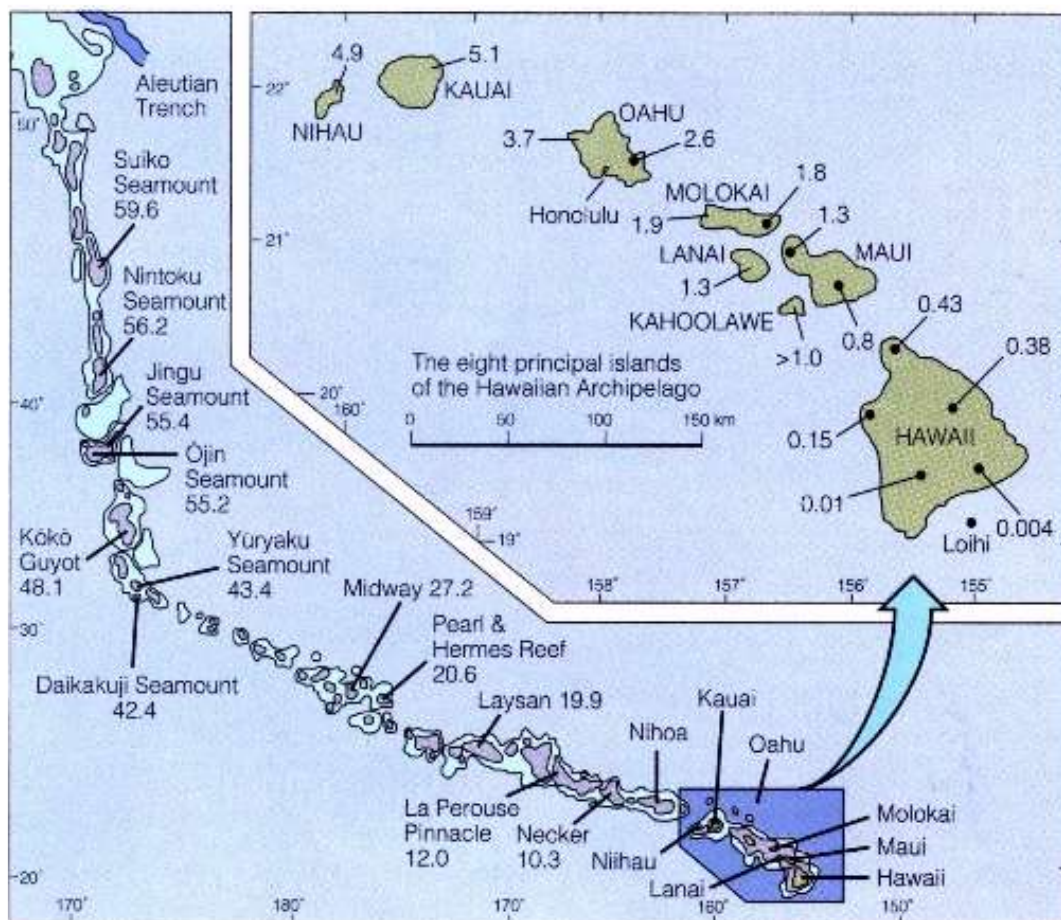 Aleutian
Trench
50°
Suiko
Seamount
59.6
Nintoku
Seamount
56.2
Jingu
Seamount
55.4
40°
Ōjin
Seamount
55.2
Kōkō
Guyot
48.1
Yūryaku
Seamount
43.4
30°
Daikakuji Seamount
42.4
Midway 27.2
Pearl &
Hermes Reef
20.6
Laysan 19.9
La Perouse
Pinnacle
12.0
Necker
10.3
Nihoa
Kauai
Oahu
Niihau
Lanai
Molokai
Maui
Hawaii
20°
170°
180°
170°
160°
150°
4.9
5.1
22°
KAUAI
NIHAU
OAHU
3.7
2.6
Honolulu
MOLOKAI
1.8
1.9
21°
LANAI
1.3
1.3
MAUI
KAHOOLAWE
>1.0
0.8
0.43
0.38
The eight principal islands
of the Hawaiian Archipelago
0 50 100 150 km
20°
160°
0.15
HAWAII
0.01
0.004
Loihi
159°
19°
158°
157°
156°
155°